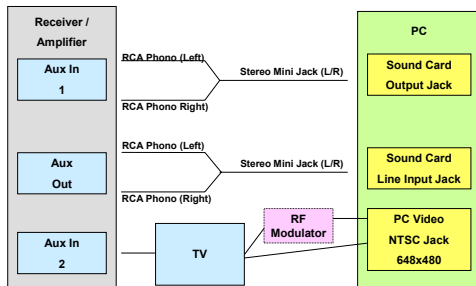 Receiver /
Amplifier
Aux In
1
RCA Phono (Left)
RCA Phono Right)
Stereo Mini Jack (L/R)
PC
Sound Card
Output Jack
Aux
Out
RCA Phono (Left)
RCA Phono (Right)
Stereo Mini Jack (L/R)
Sound Card
Line Input Jack
Aux In
2
TV
RF
Modulator
PC Video
NTSC Jack
648x480